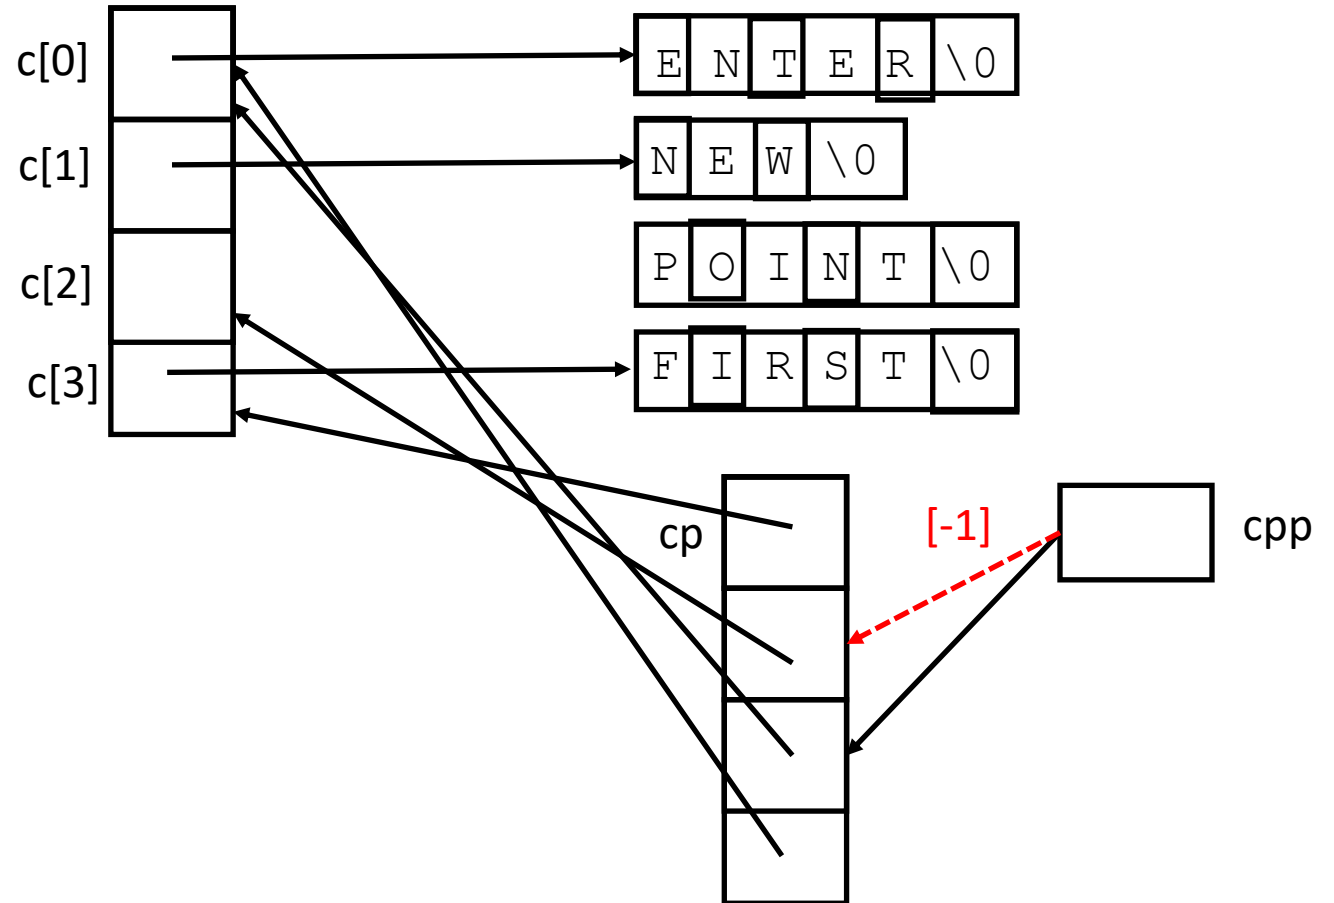 c[0] E N T E R \0
c[1] N E W \0
c[2] P O I N T \0
c[3] F I R S T \0
cp [-1] cpp